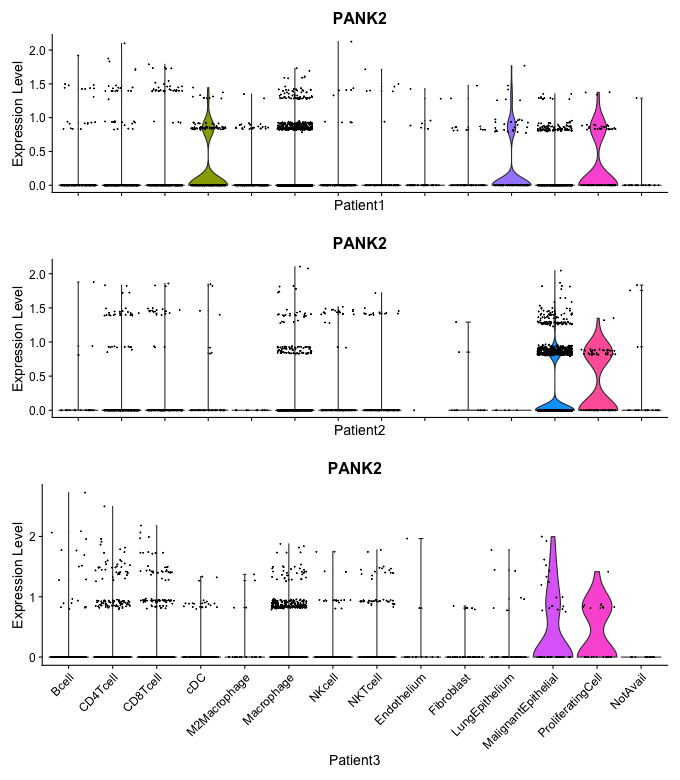 PANK2
Expression Level
2.0
1.5
1.0
0.5
0.0
Patient1
PANK2
Expression Level
2.0
1.5
1.0
0.5
0.0
Patient2
PANK2
Expression Level
2
1
0
Bcell
CD4Tcell
CD8Tcell
cDC
M2Macrophage
Macrophage
NKcell
NKTcell
Endothelium
Fibroblast
LungEpithelium
MalignantEpithelial
ProliferatingCell
NotAvail
Patient3